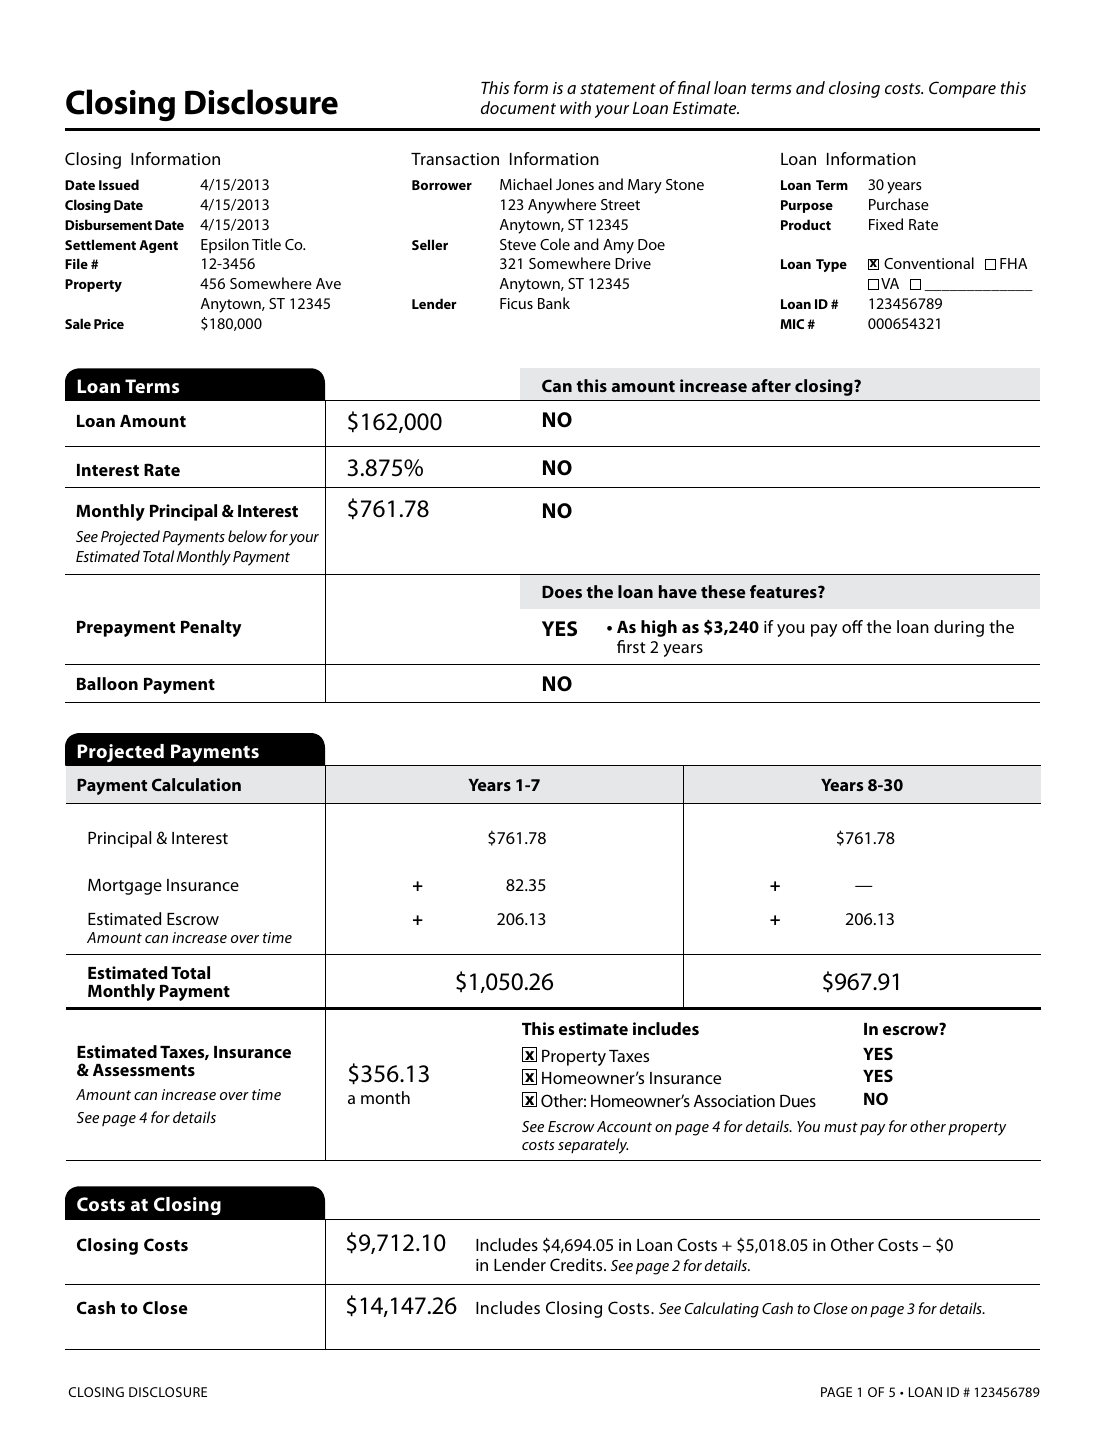 Closing Disclosure
This form is a statement of final loan terms and closing costs. Compare this
document with your Loan Estimate.
Closing Information
Date Issued 4/15/2013
Closing Date 4/15/2013
Disbursement Date 4/15/2013
Settlement Agent Epsilon Title Co.
File # 12-3456
Property 456 Somewhere Ave
Anytown, ST 12345
Sale Price $180,000
Transaction Information
Borrower Michael Jones and Mary Stone
123 Anywhere Street
Anytown, ST 12345
Seller Steve Cole and Amy Doe
321 Somewhere Drive
Anytown, ST 12345
Lender Ficus Bank
Loan Information
Loan Term 30 years
Purpose Purchase
Product Fixed Rate
Loan Type ☒ Conventional ☐ FHA
☐ VA ☐ _____________
Loan ID # 123456789
MIC # 000654321
Loan Terms Can this amount increase after closing?
Loan Amount $162,000 NO
Interest Rate 3.875% NO
Monthly Principal & Interest $761.78 NO
See Projected Payments below for your
Estimated Total Monthly Payment
Does the loan have these features?
Prepayment Penalty YES • As high as $3,240 if you pay off the loan during the
first 2 years
Balloon Payment NO
Projected Payments
Payment Calculation Years 1-7 Years 8-30
Principal & Interest $761.78 $761.78
Mortgage Insurance + 82.35 + —
Estimated Escrow + 206.13 + 206.13
Amount can increase over time
Estimated Total
Monthly Payment $1,050.26 $967.91
Estimated Taxes, Insurance
& Assessments
Amount can increase over time
See page 4 for details
$356.13
a month
This estimate includes In escrow?
☒ Property Taxes YES
☒ Homeowner’s Insurance YES
☒ Other: Homeowner’s Association Dues NO
See Escrow Account on page 4 for details. You must pay for other property
costs separately.
Costs at Closing
Closing Costs $9,712.10 Includes $4,694.05 in Loan Costs + $5,018.05 in Other Costs – $0
in Lender Credits. See page 2 for details.
Cash to Close $14,147.26 Includes Closing Costs. See Calculating Cash to Close on page 3 for details.
CLOSING DISCLOSURE PAGE 1 OF 5 • LOAN ID # 123456789